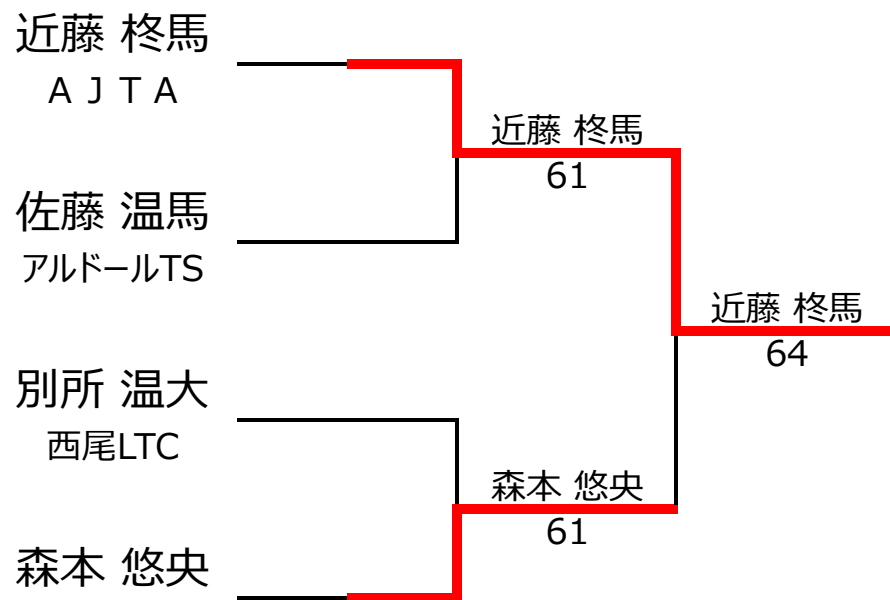 近藤 柊馬
ＡＪＴＡ
近藤 柊馬
61
佐藤 温馬
アルドールTS
近藤 柊馬
64
別所 温大
西尾LTC
森本 悠央
61
森本 悠央